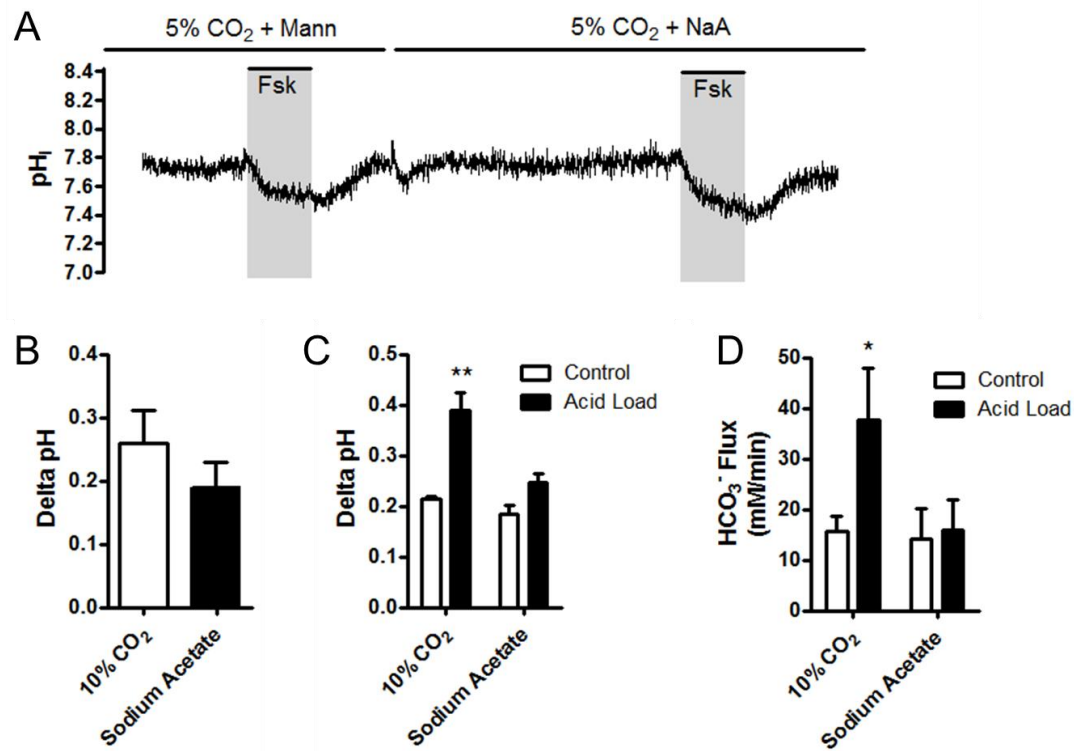 A
5% CO₂ + Mann
5% CO₂ + NaA
Fsk
Fsk
pHᵢ
8.4
8.2
8.0
7.8
7.6
7.4
7.2
7.0
B
Delta pH
0.4
0.3
0.2
0.1
0.0
10% CO₂
Sodium Acetate
C
Delta pH
0.5
0.4
0.3
0.2
0.1
0.0
**
Control
Acid Load
10% CO₂
Sodium Acetate
D
HCO₃⁻ Flux
(mM/min)
50
40
30
20
10
0
*
Control
Acid Load
10% CO₂
Sodium Acetate